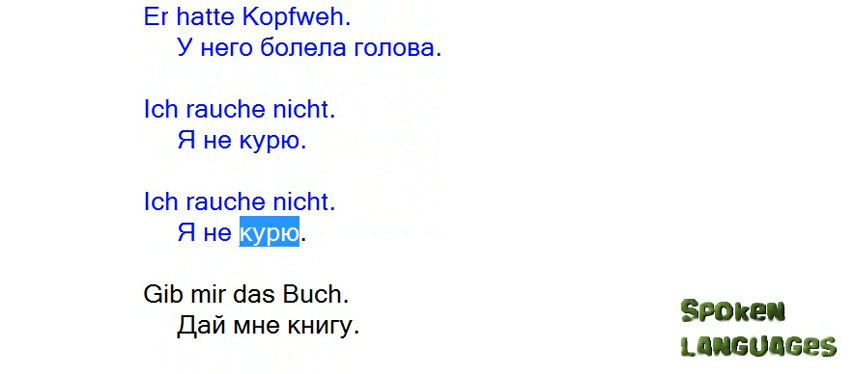 Er hatte Kopfweh.
У него болела голова.
Ich rauche nicht.
Я не курю.
Ich rauche nicht.
Я не курю.
Gib mir das Buch.
Дай мне книгу.
Spoken
Languages